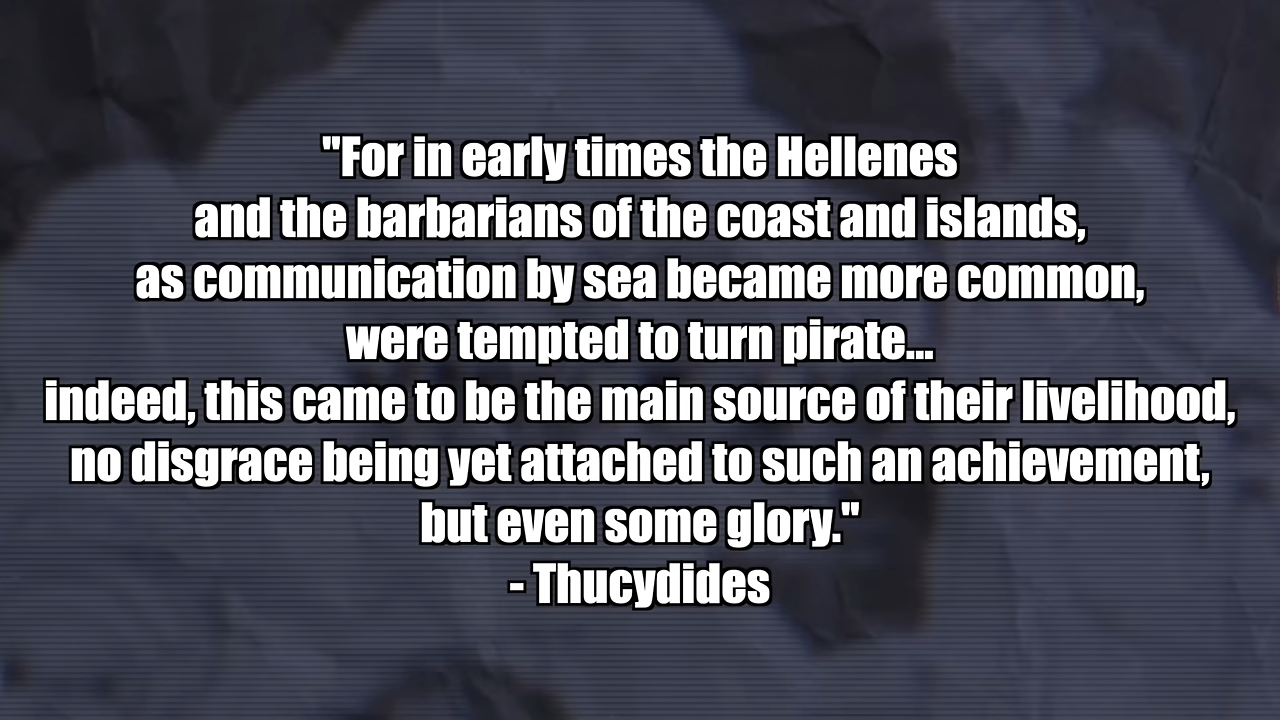 "For in early times the Hellenes
and the barbarians of the coast and islands,
as communication by sea became more common,
were tempted to turn pirate...
indeed, this came to be the main source of their livelihood,
no disgrace being yet attached to such an achievement,
but even some glory."
- Thucydides